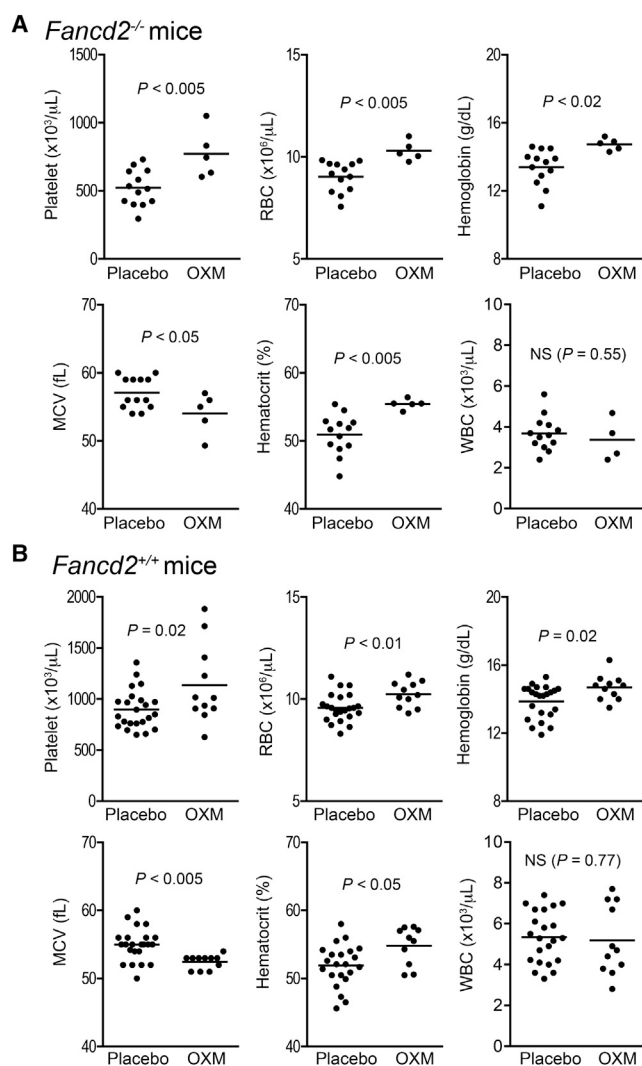 A
Fancd2-/- mice
Platelet (x10³/μL)
1500
1000
500
0
P < 0.005
Placebo OXM
RBC (x10⁶/μL)
15
10
5
P < 0.005
Placebo OXM
Hemoglobin (g/dL)
20
16
12
8
P < 0.02
Placebo OXM
MCV (fL)
70
60
50
40
P < 0.05
Placebo OXM
Hematocrit (%)
70
60
50
40
P < 0.005
Placebo OXM
WBC (x10³/μL)
10
8
6
4
2
0
NS (P = 0.55)
Placebo OXM
B
Fancd2+/+ mice
Platelet (x10³/μL)
2000
1500
1000
500
0
P = 0.02
Placebo OXM
RBC (x10⁶/μL)
15
10
5
P < 0.01
Placebo OXM
Hemoglobin (g/dL)
20
16
12
8
P = 0.02
Placebo OXM
MCV (fL)
70
60
50
40
P < 0.005
Placebo OXM
Hematocrit (%)
70
60
50
40
P < 0.05
Placebo OXM
WBC (x10³/μL)
10
8
6
4
2
0
NS (P = 0.77)
Placebo OXM